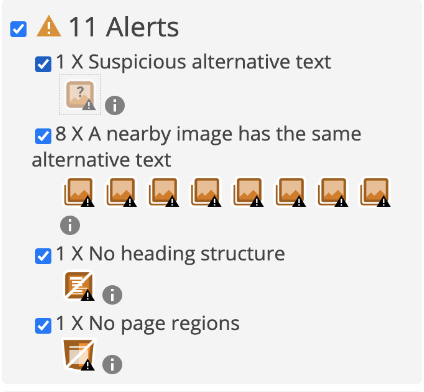 11 Alerts
1 X Suspicious alternative text
?
8 X A nearby image has the same
alternative text
1 X No heading structure
1 X No page regions